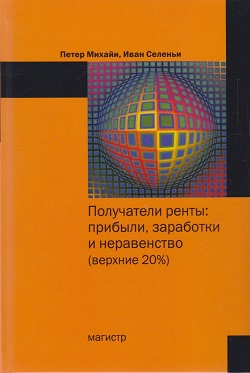 Петер Михайи, Иван Селеньи
Получатели ренты:
прибыли, заработки
и неравенство
(верхние 20%)
магистр